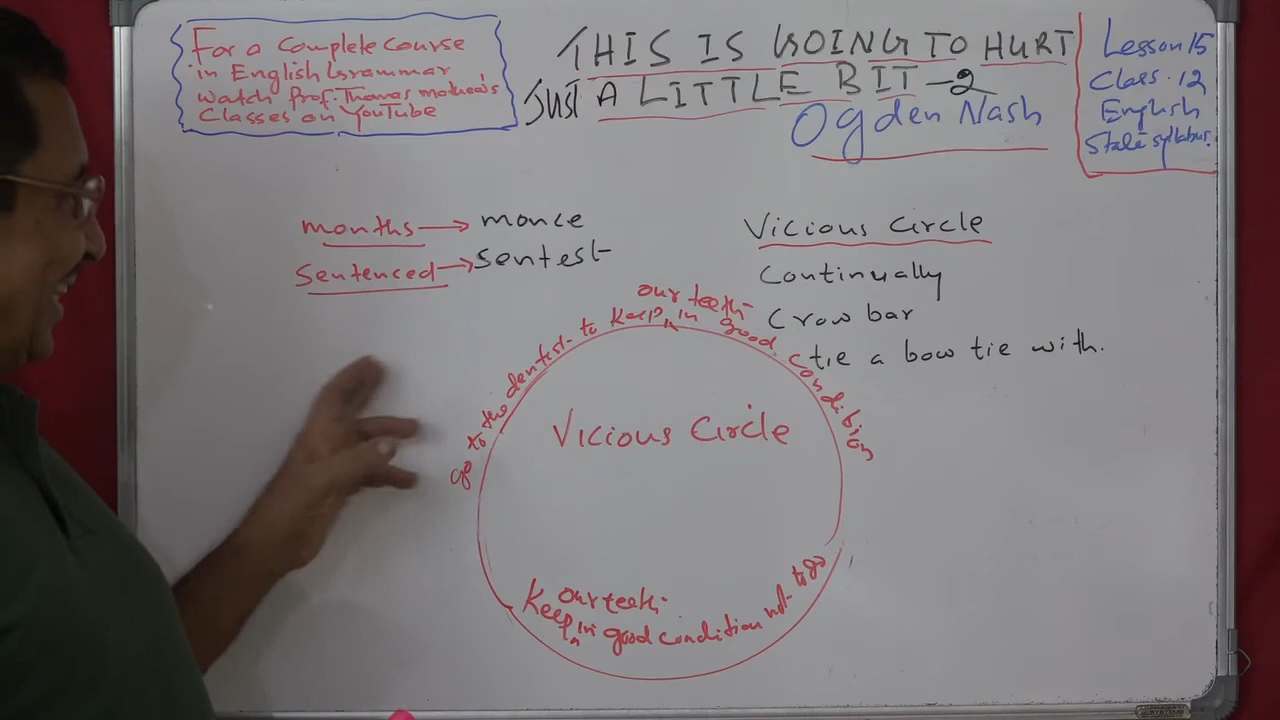 For a Complete Course
in English Grammar
watch Prof. Thomas Mathew's
Classes on YouTube
THIS IS GOING TO HURT
JUST A LITTLE BIT -2
Ogden Nash
Lesson 15
Class. 12
English
State syllabus.
months → monce
Sentenced → sentest
Vicious Circle
Continually
Crow bar
tie a bow tie with.
go to the dentist to keep our teeth in good condition
Vicious Circle
Keep our teeth in good condition not to go